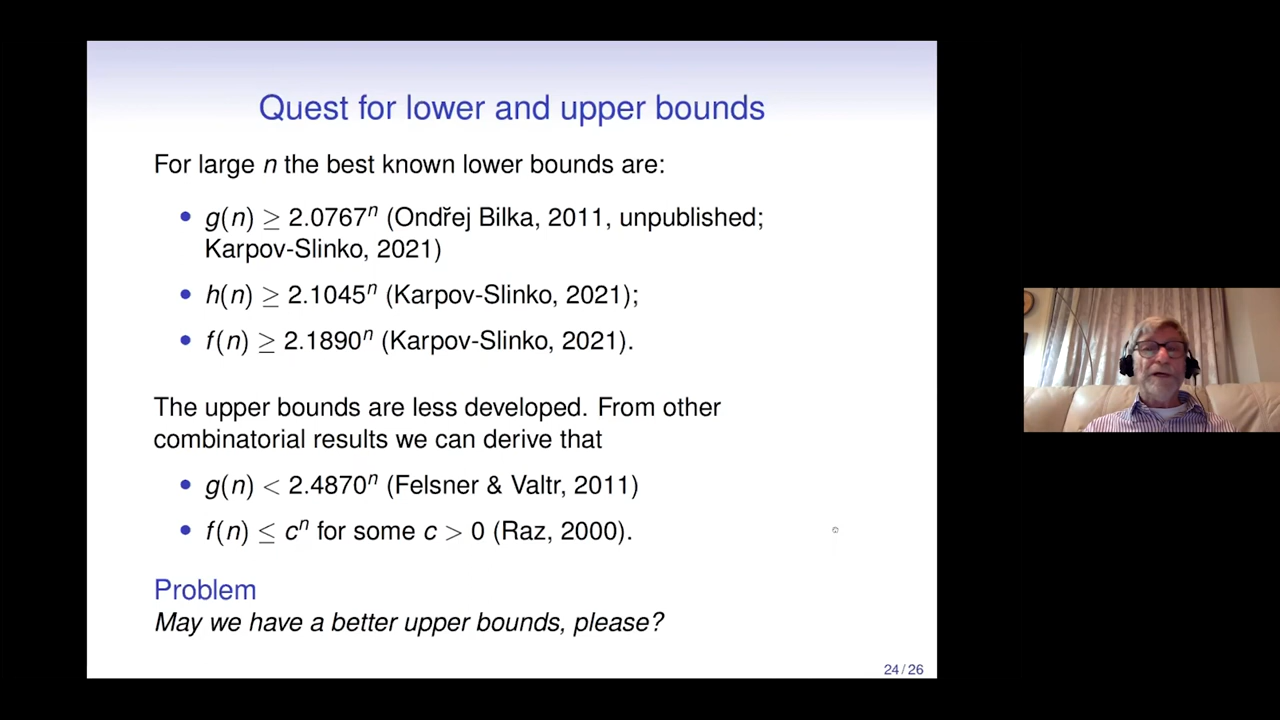 Quest for lower and upper bounds
For large n the best known lower bounds are:
• g(n) ≥ 2.0767ⁿ (Ondřej Bilka, 2011, unpublished;
Karpov-Slinko, 2021)
• h(n) ≥ 2.1045ⁿ (Karpov-Slinko, 2021);
• f(n) ≥ 2.1890ⁿ (Karpov-Slinko, 2021).
The upper bounds are less developed. From other
combinatorial results we can derive that
• g(n) < 2.4870ⁿ (Felsner & Valtr, 2011)
• f(n) ≤ cⁿ for some c > 0 (Raz, 2000).
Problem
May we have a better upper bounds, please?
24 / 26